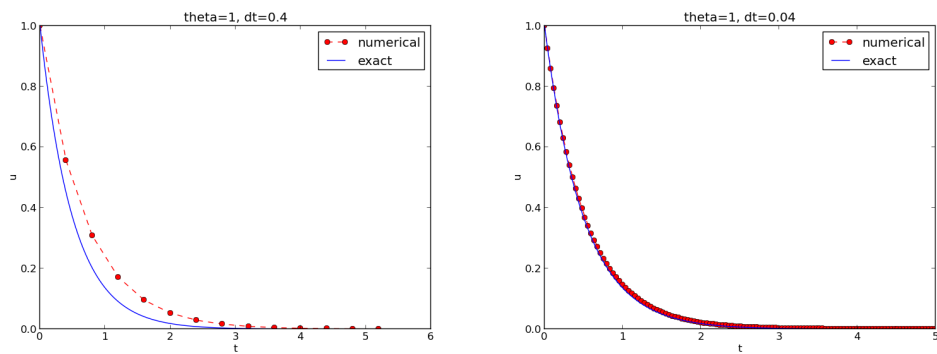 theta=1, dt=0.4
1.0
numerical
exact
0.8
0.6
u
0.4
0.2
0.0
0 1 2 3 4 5 6
t
theta=1, dt=0.04
1.0
numerical
exact
0.8
0.6
u
0.4
0.2
0.0
0 1 2 3 4 5
t